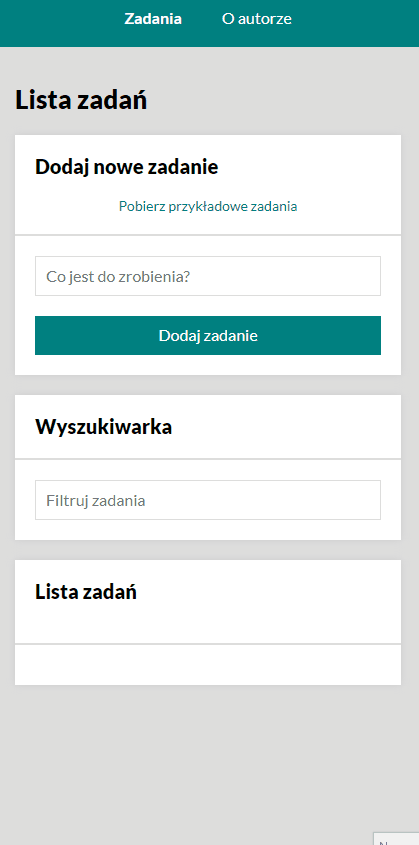 Zadania O autorze
Lista zadań
Dodaj nowe zadanie
Pobierz przykładowe zadania
Co jest do zrobienia?
Dodaj zadanie
Wyszukiwarka
Filtruj zadania
Lista zadań